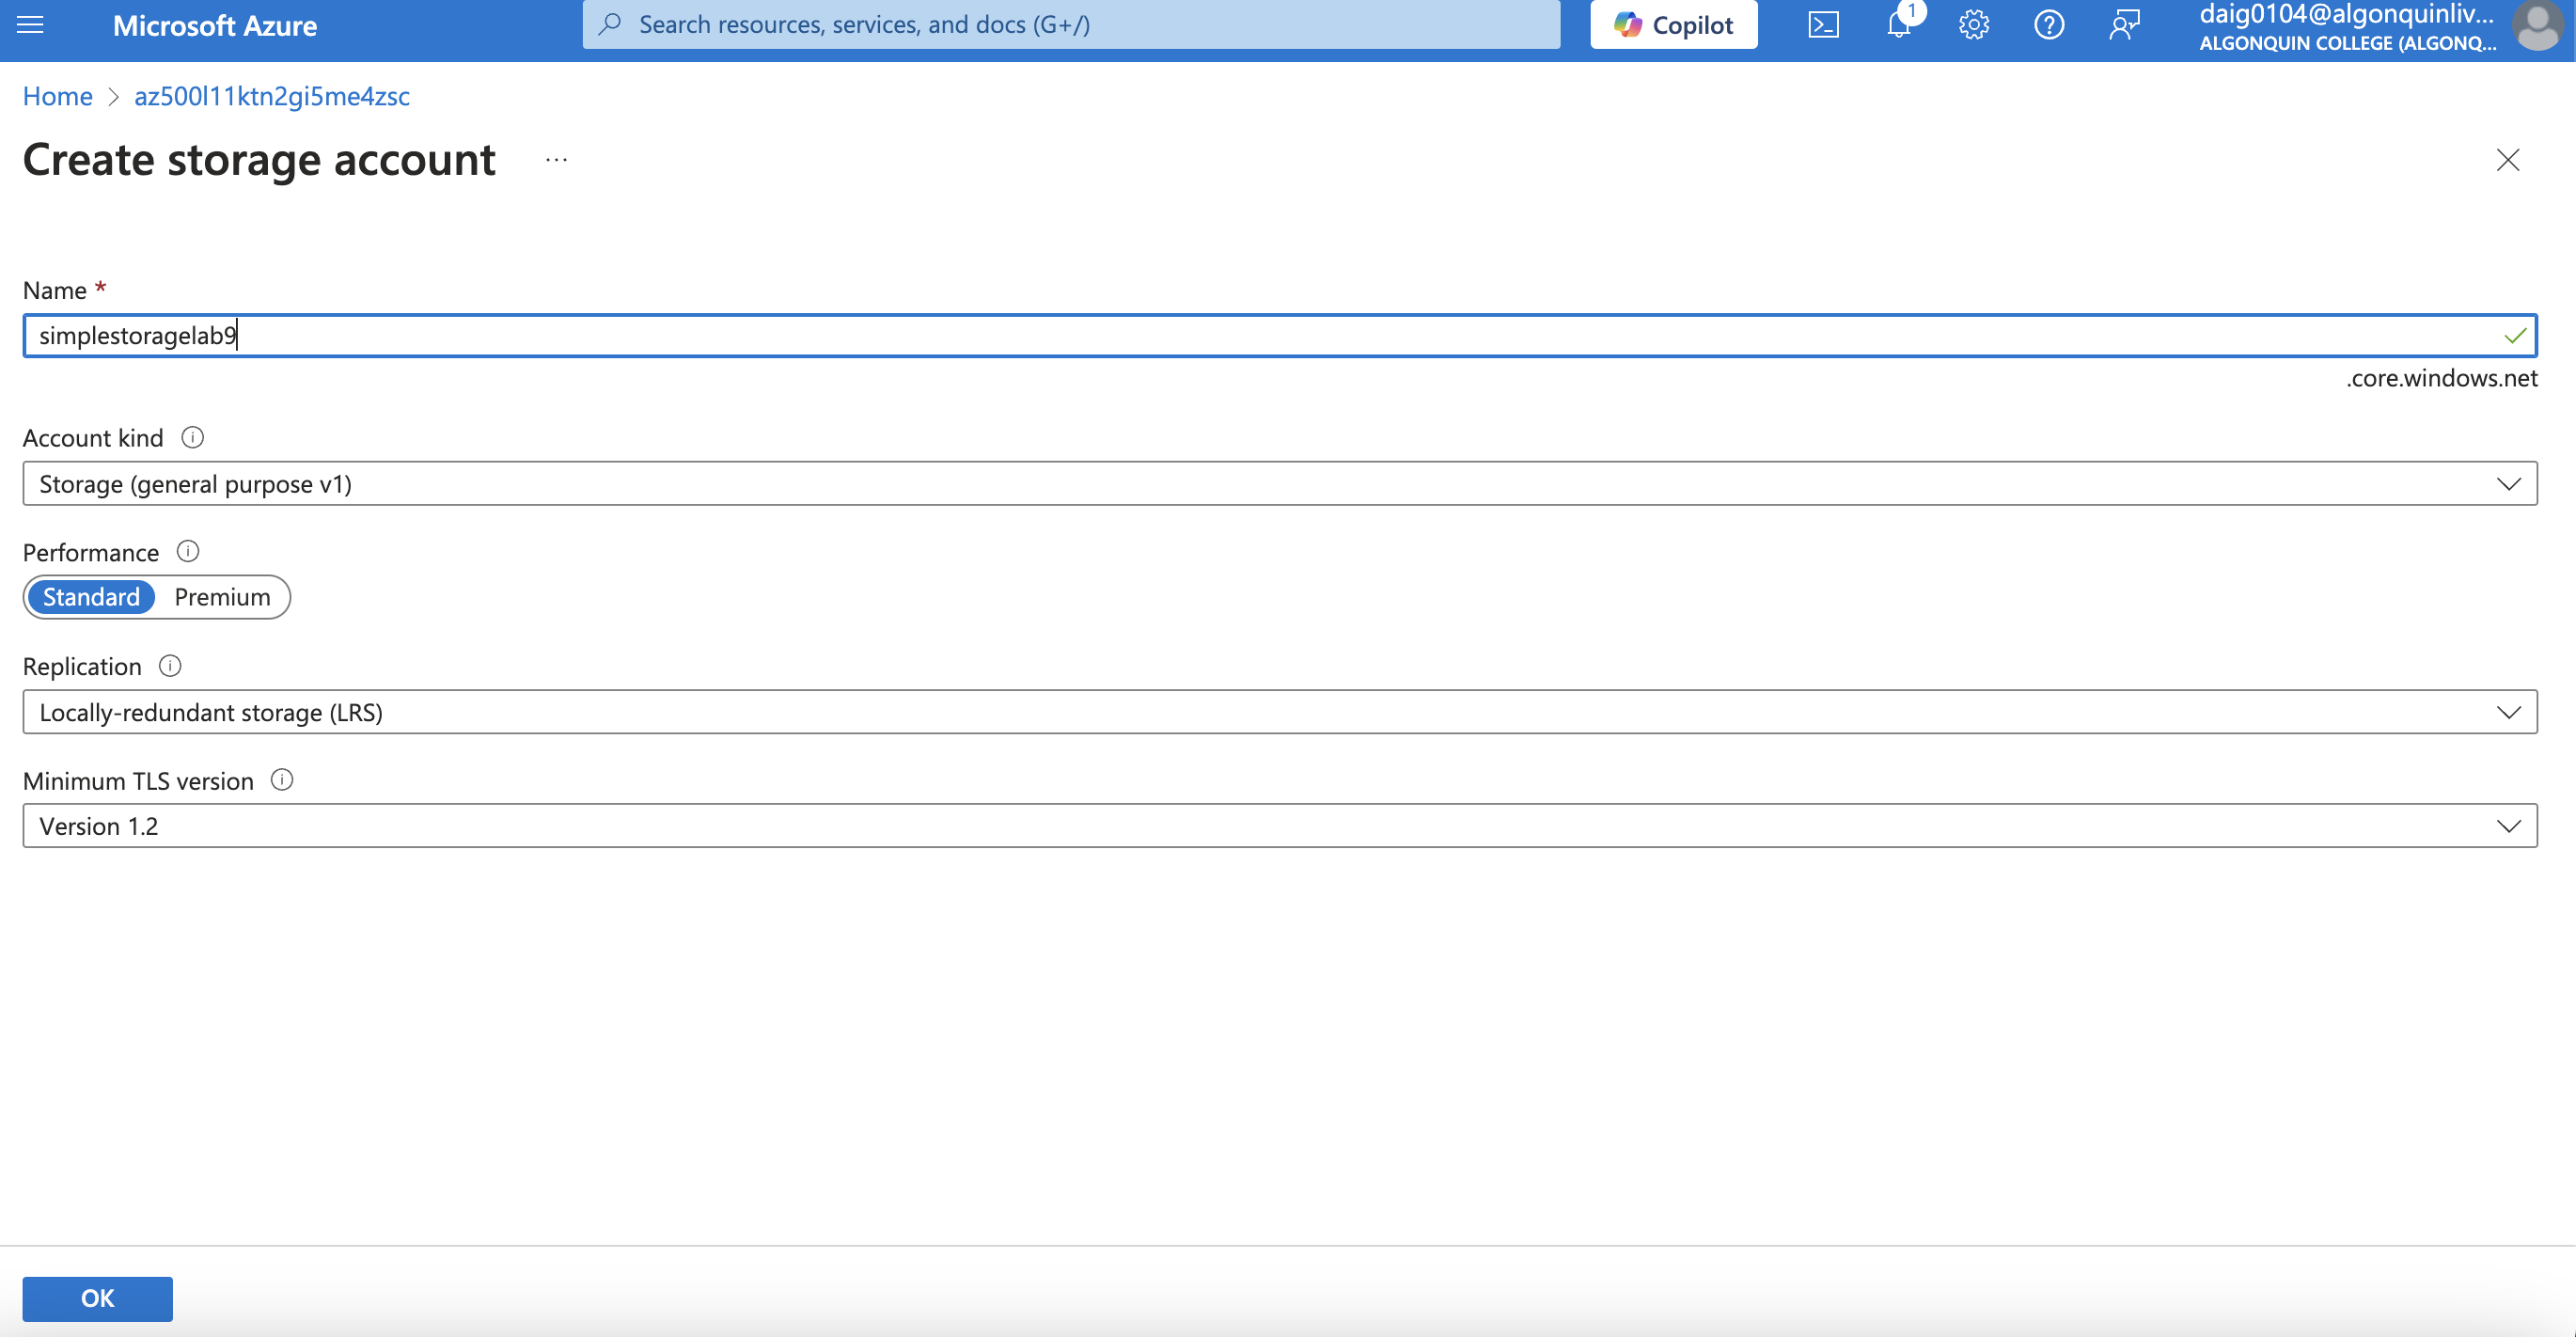 Microsoft Azure
Search resources, services, and docs (G+/)
Copilot
1
daig0104@algonquinliv...
ALGONQUIN COLLEGE (ALGONQ...
Home > az500l11ktn2gi5me4zsc
Create storage account ...
Name *
simplestoragelab9
.core.windows.net
Account kind
Storage (general purpose v1)
Performance
Standard Premium
Replication
Locally-redundant storage (LRS)
Minimum TLS version
Version 1.2
OK